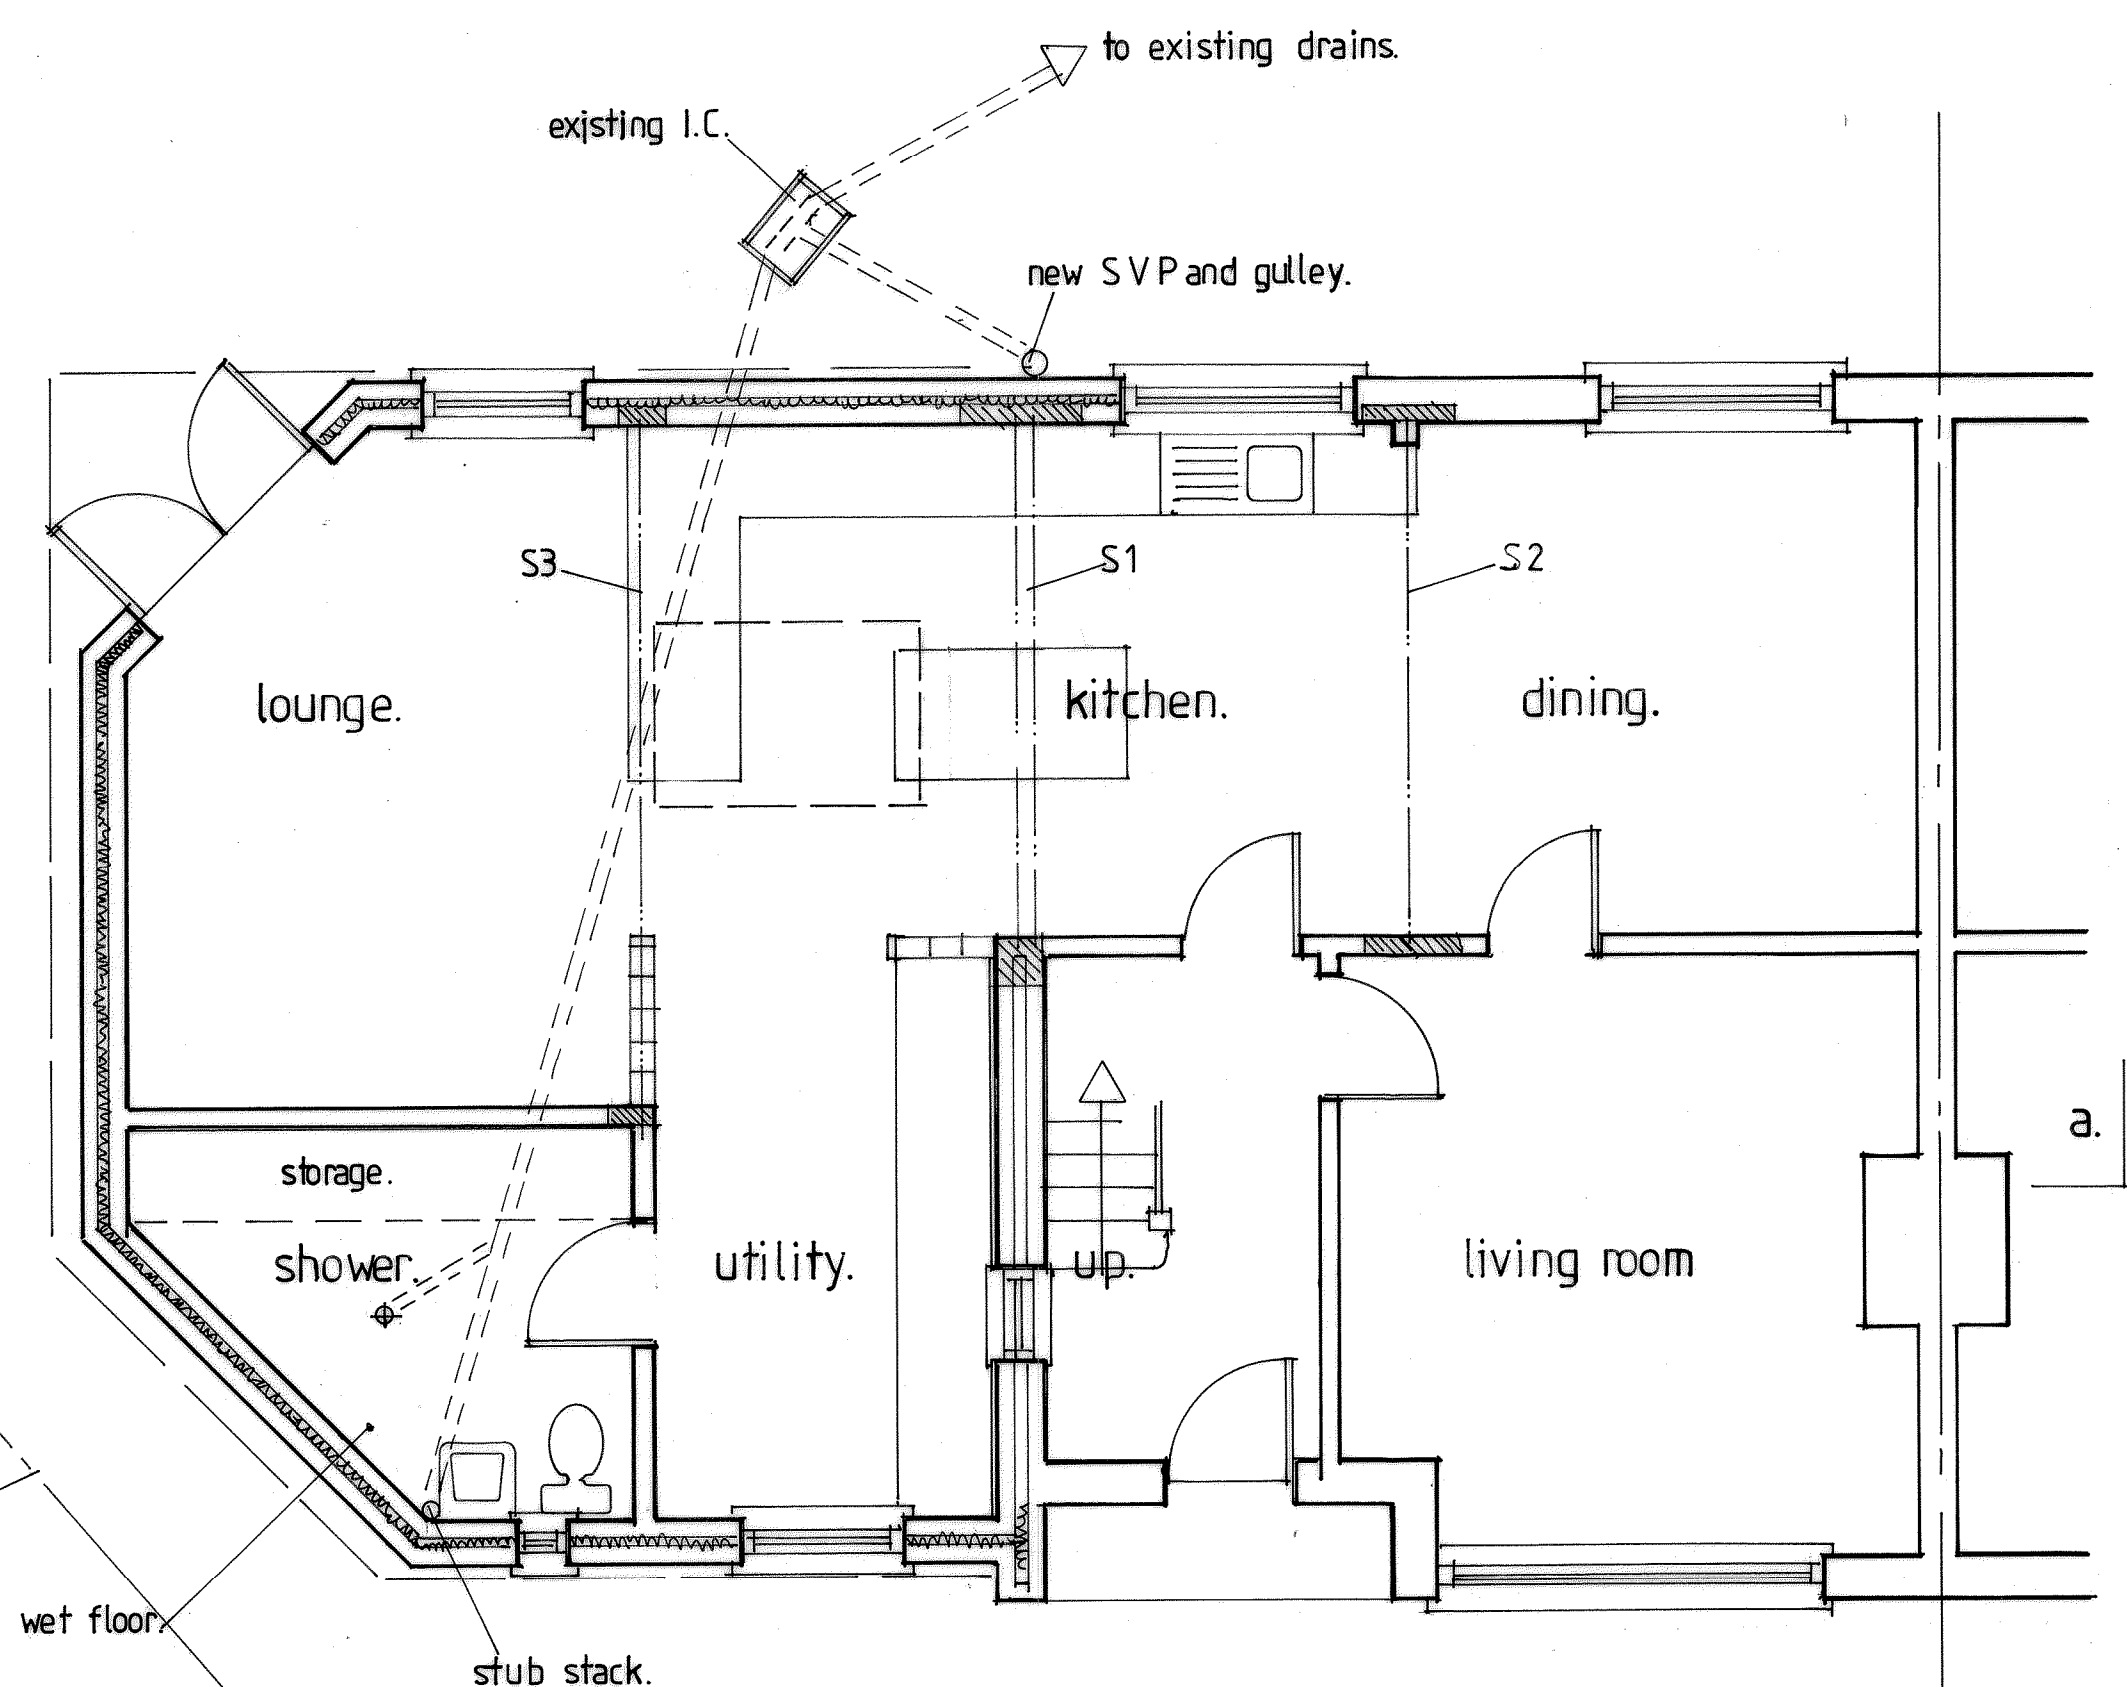 to existing drains.
existing I.C.
new SVP and gulley.
S3
S1
S2
lounge.
kitchen.
dining.
a.
storage.
shower.
utility.
up.
living room
wet floor.
stub stack.